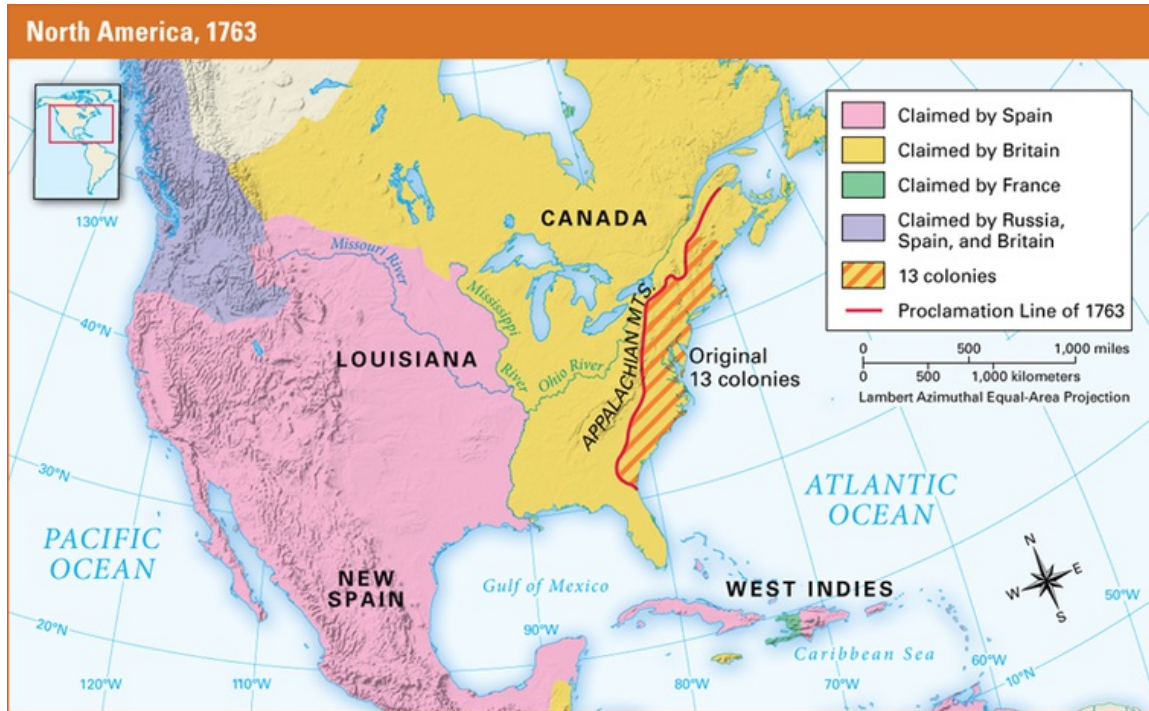 North America, 1763
Claimed by Spain
Claimed by Britain
Claimed by France
Claimed by Russia,
Spain, and Britain
13 colonies
Proclamation Line of 1763
0 500 1,000 miles
0 500 1,000 kilometers
Lambert Azimuthal Equal-Area Projection
130°W
CANADA
Missouri River
Mississippi
River
Ohio River
APPALACHIAN MTS.
40°N
LOUISIANA
Original
13 colonies
30°N
ATLANTIC
OCEAN
PACIFIC
OCEAN
NEW
SPAIN
Gulf of Mexico
WEST INDIES
N
E
W
S
50°W
20°N
90°W
Caribbean Sea
60°W
10°N
120°W
110°W
80°W
70°W